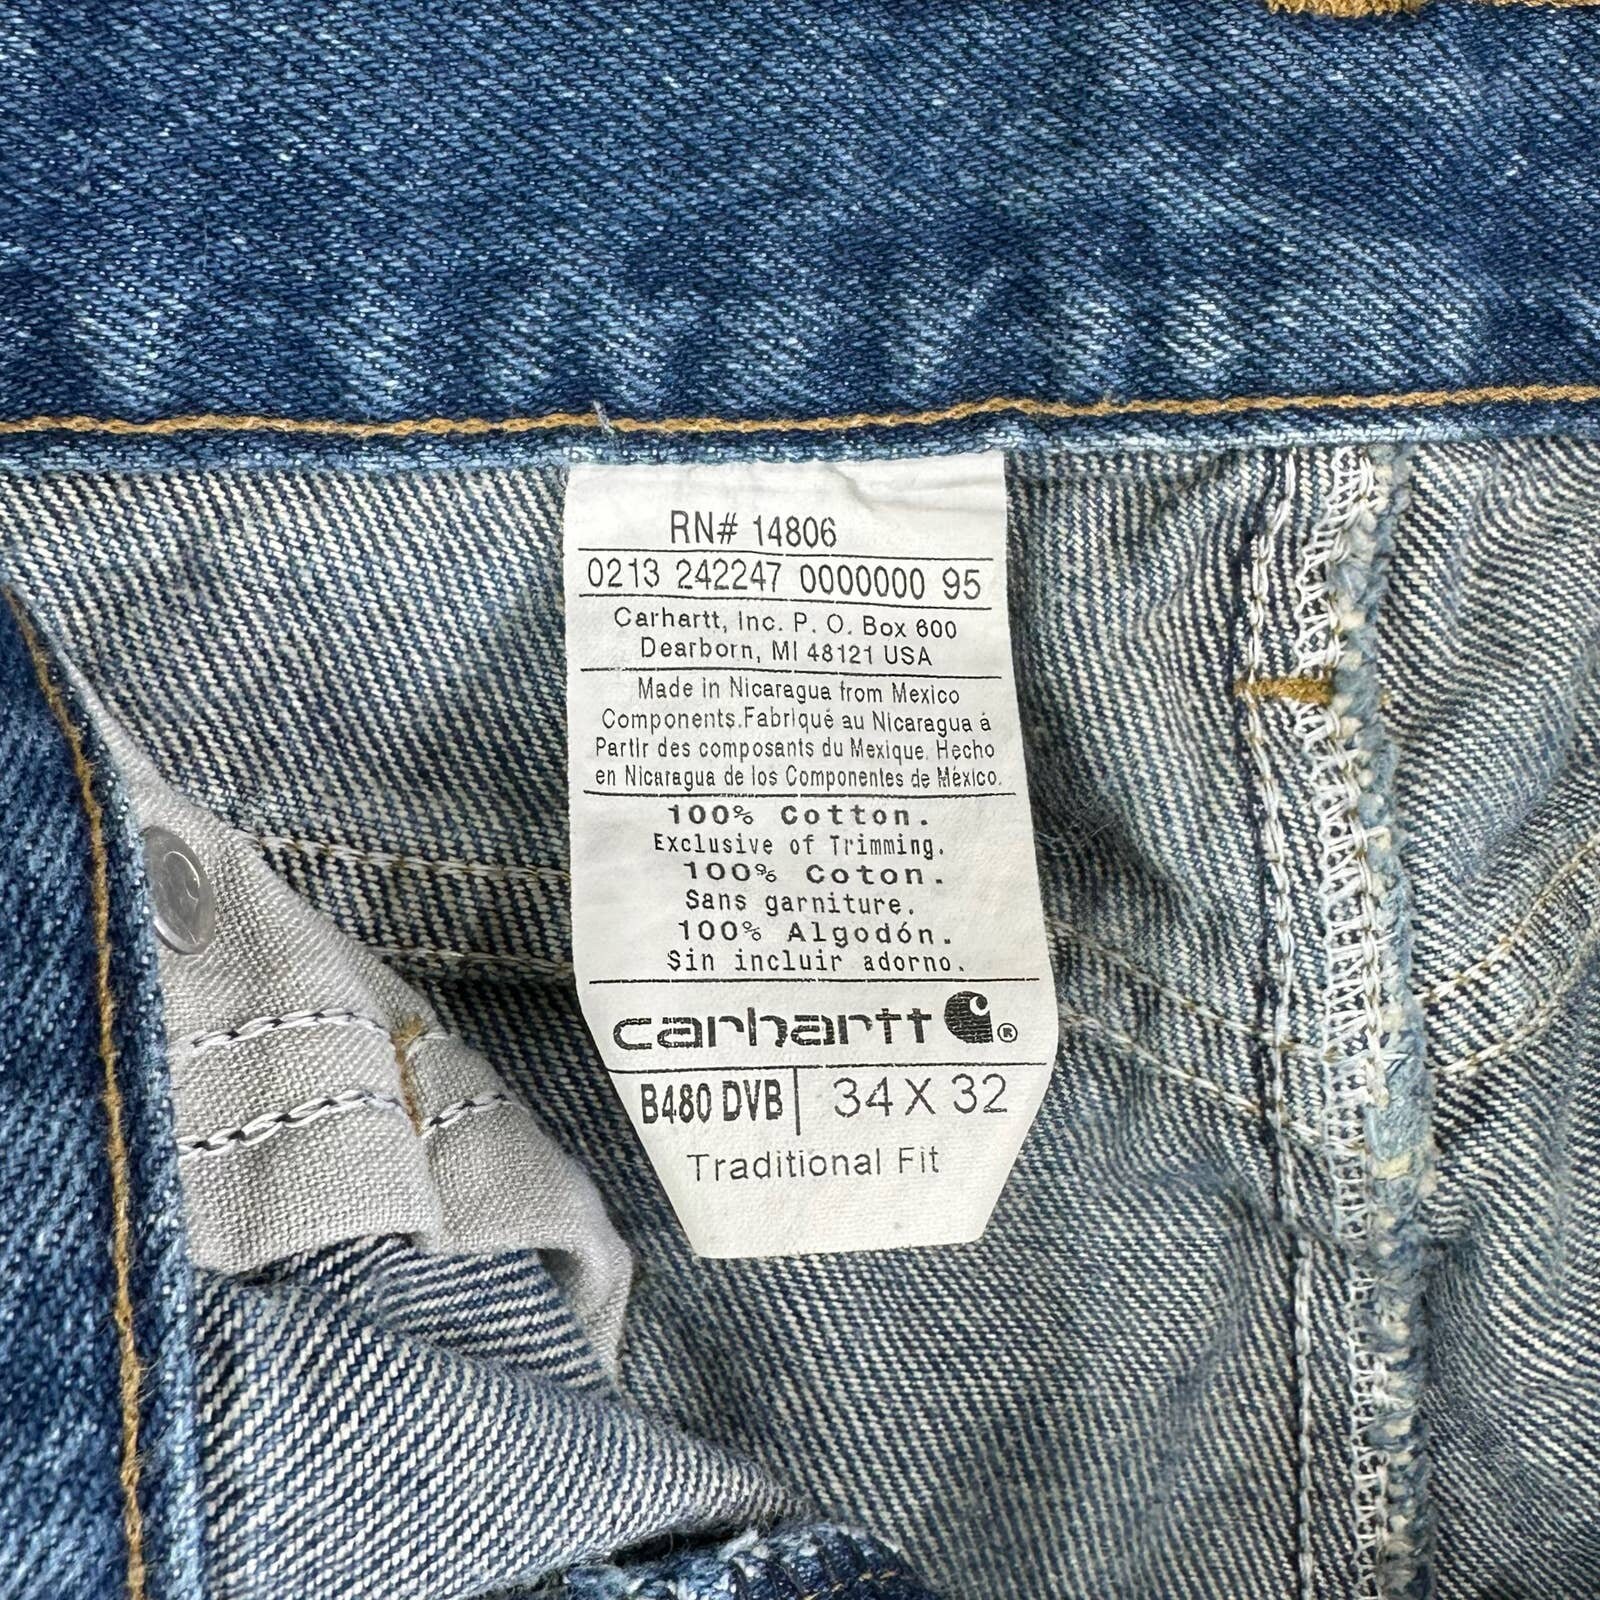 RN# 14806
0213 242247 0000000 95
Carhartt, Inc. P. O. Box 600
Dearborn, MI 48121 USA
Made in Nicaragua from Mexico
Components.Fabriqué au Nicaragua á
Partir des composants du Mexique. Hecho
en Nicaragua de los Componentes de México.
100% Cotton.
Exclusive of Trimming.
100% Coton.
Sans garniture.
100% Algodón.
Sin incluir adorno.
carhartt ®
B480 DVB 34 X 32
Traditional Fit